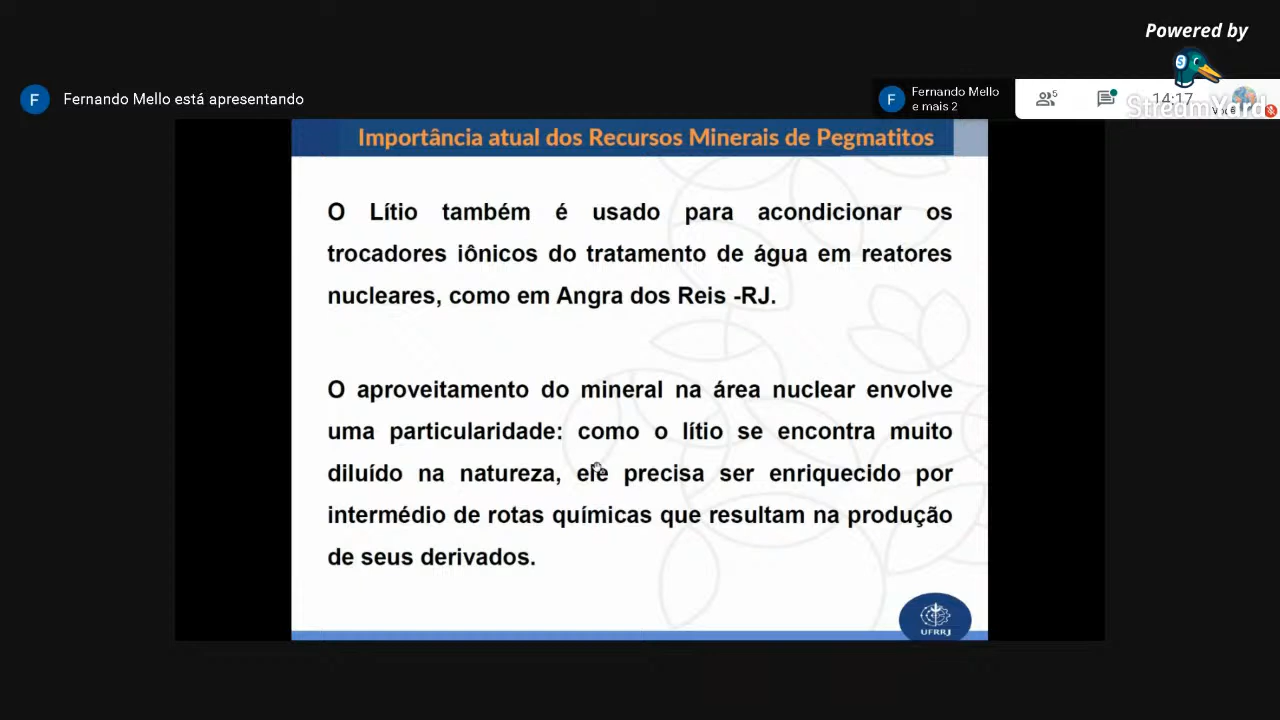 Powered by
F Fernando Mello está apresentando
F Fernando Mello
e mais 2
5
14:17
StreamYard
Você
Importância atual dos Recursos Minerais de Pegmatitos
O Lítio também é usado para acondicionar os
trocadores iônicos do tratamento de água em reatores
nucleares, como em Angra dos Reis -RJ.
O aproveitamento do mineral na área nuclear envolve
uma particularidade: como o lítio se encontra muito
diluído na natureza, ele precisa ser enriquecido por
intermédio de rotas químicas que resultam na produção
de seus derivados.
UFRRJ